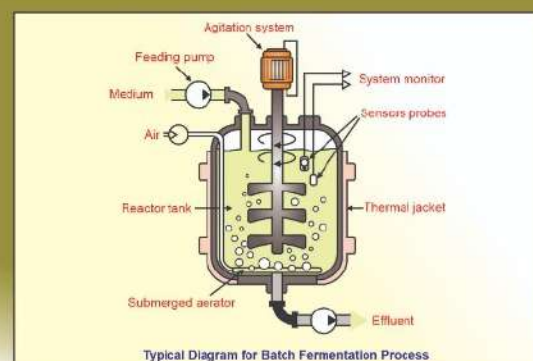 Agitation system
Feeding pump
System monitor
Medium
Sensors probes
Air
Reactor tank
Thermal jacket
Submerged aerator
Effluent
Typical Diagram for Batch Fermentation Process